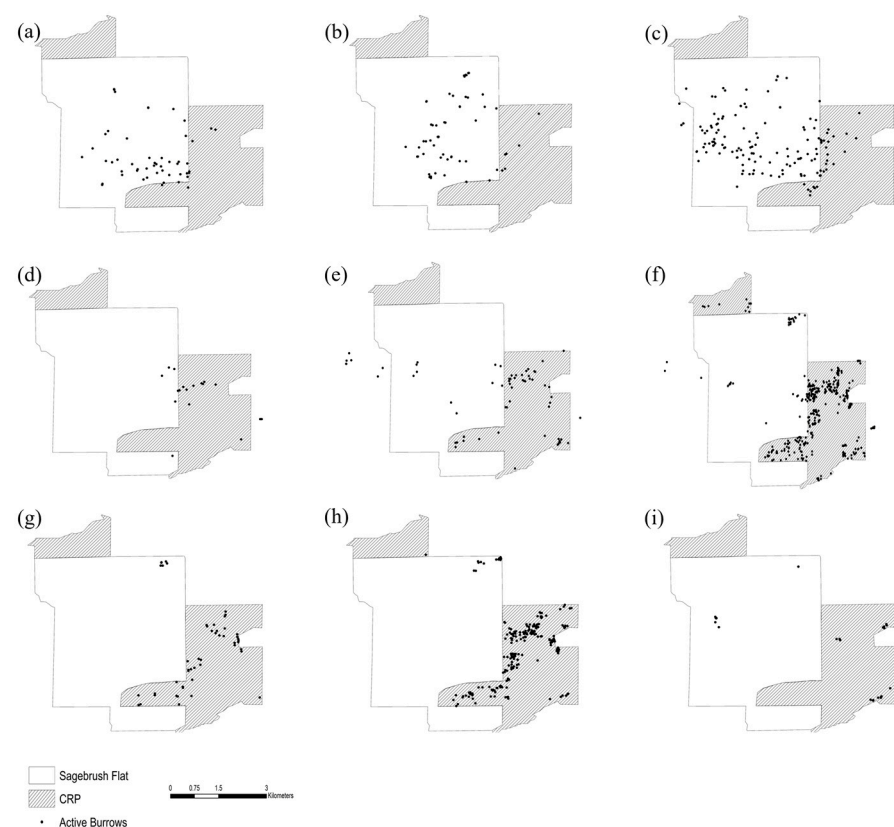 (a) (b) (c)
(d) (e) (f)
(g) (h) (i)
Sagebrush Flat
CRP
Active Burrows
0 0.75 1.5 3
Kilometers